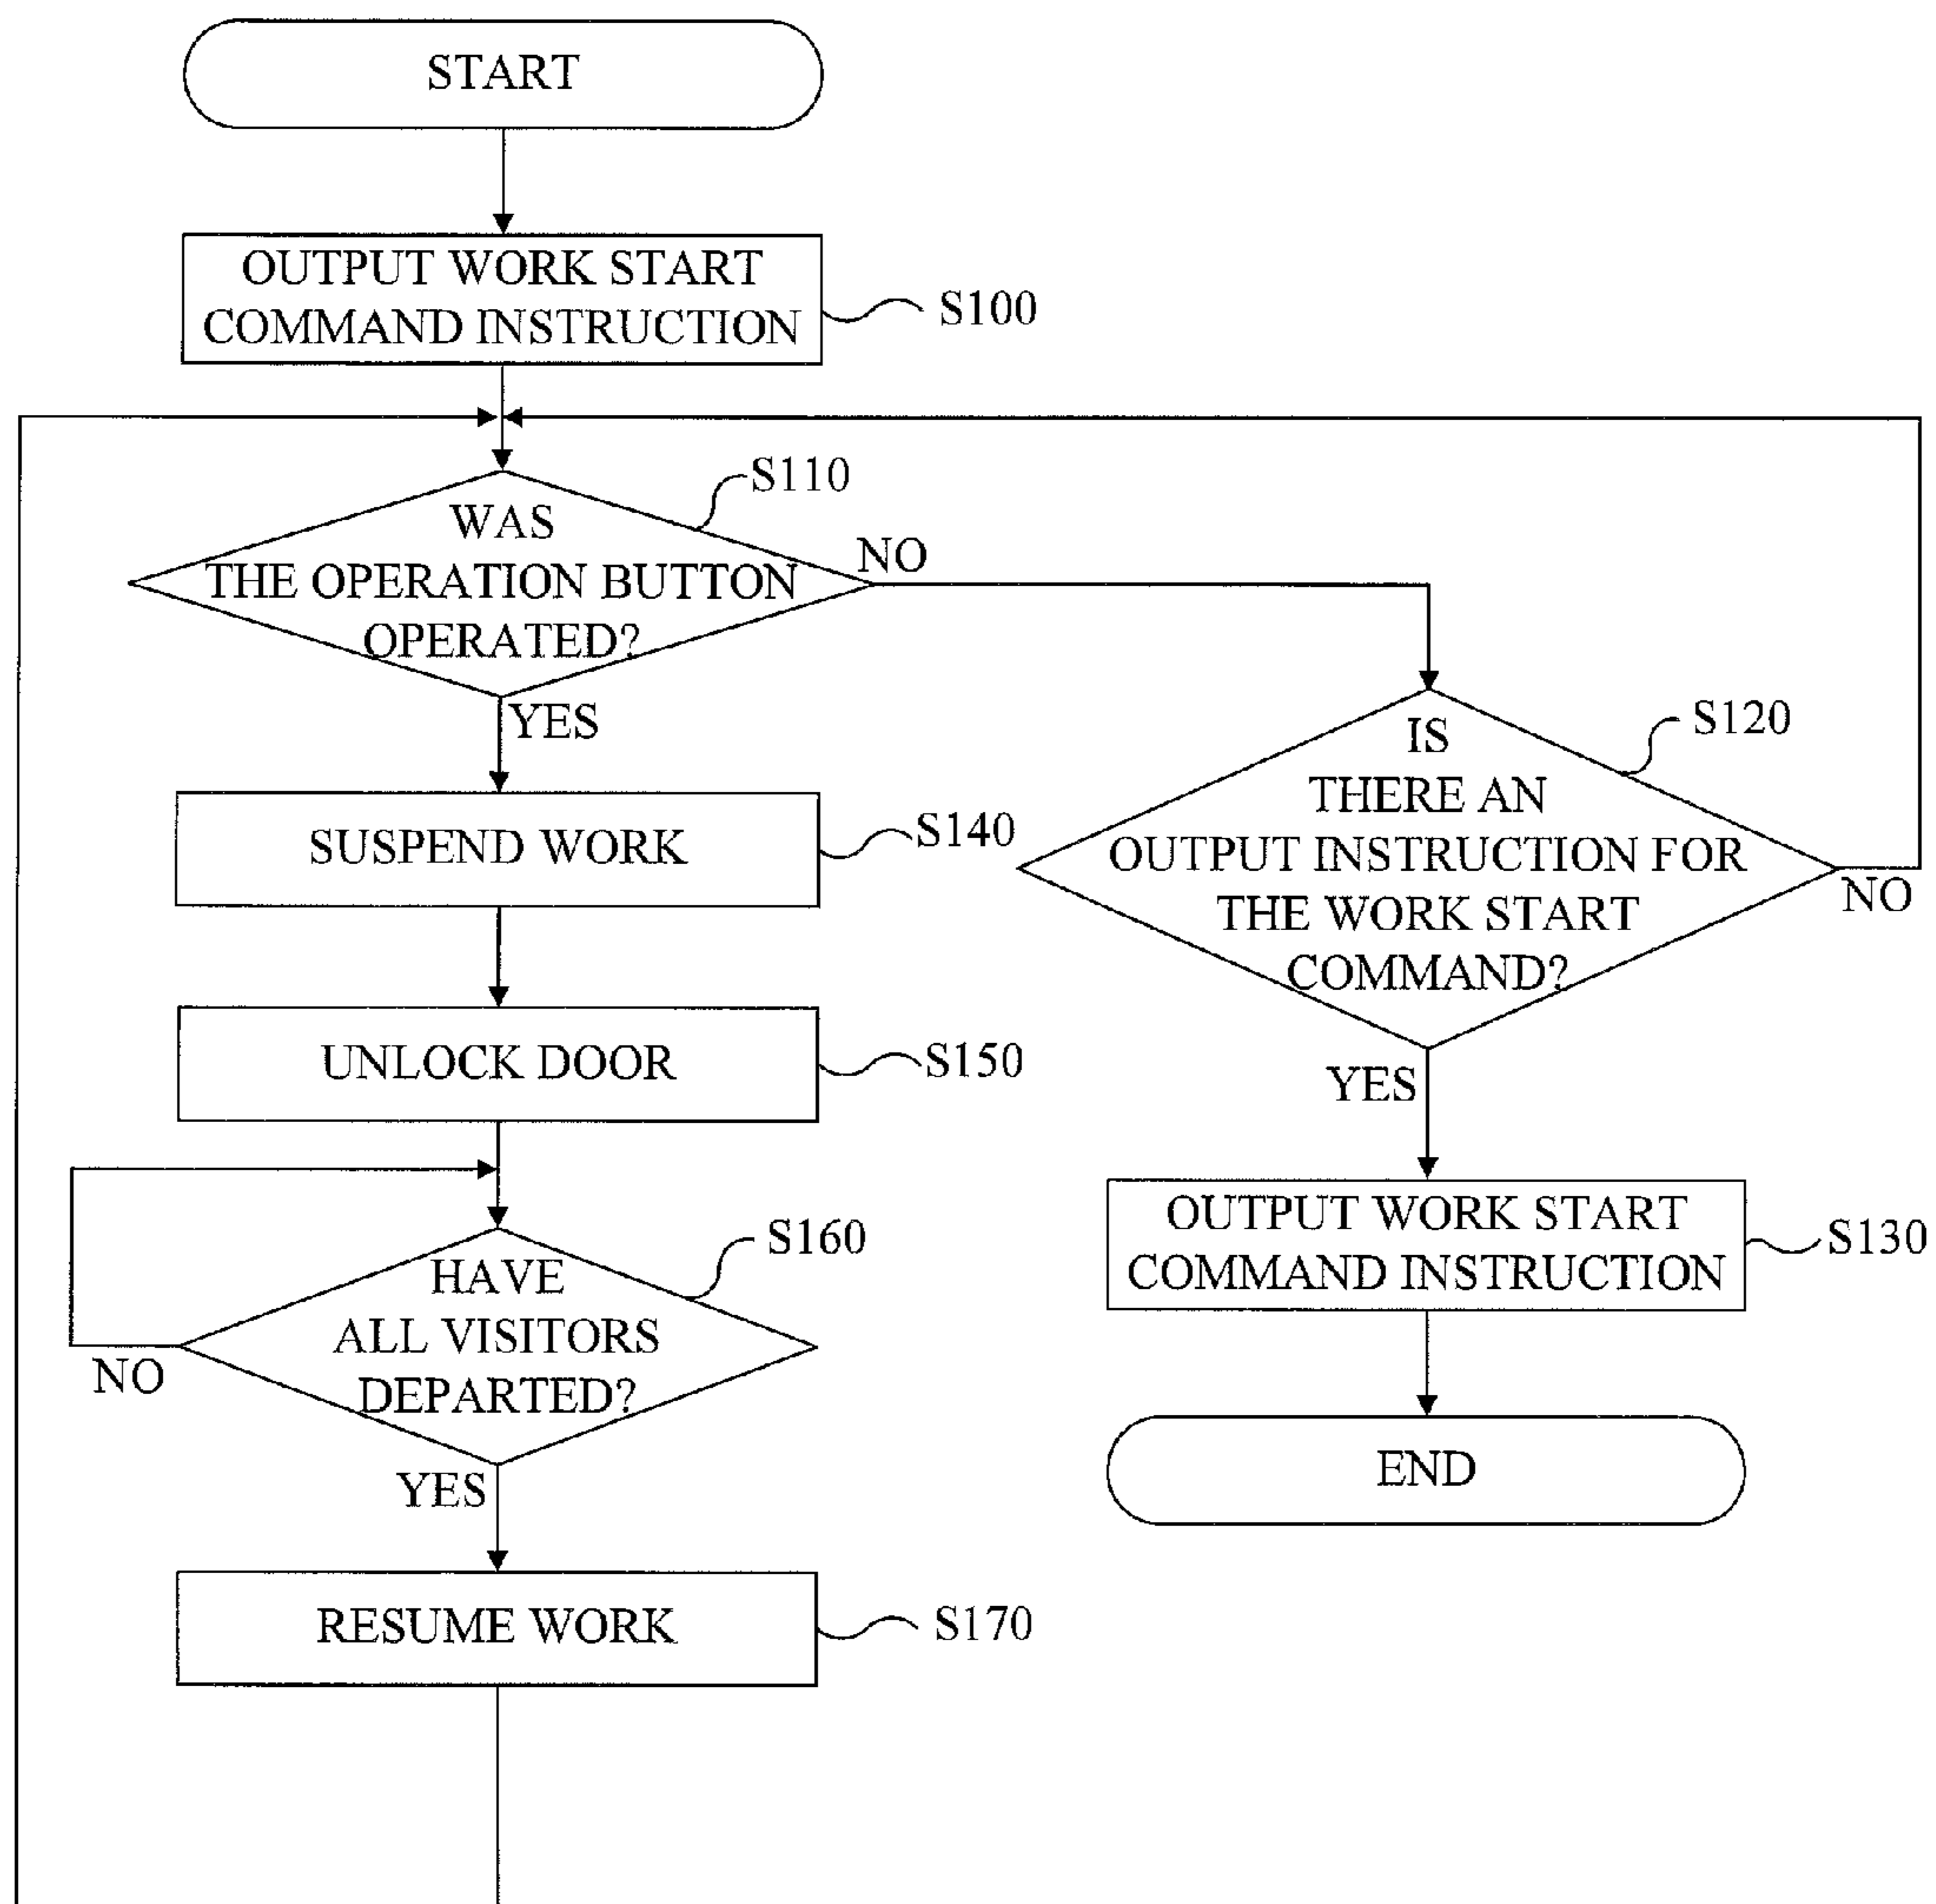 START
OUTPUT WORK START
COMMAND INSTRUCTION
S100
S110
WAS
THE OPERATION BUTTON
OPERATED?
NO
YES
S120
IS
THERE AN
OUTPUT INSTRUCTION FOR
THE WORK START
COMMAND?
NO
YES
SUSPEND WORK
S140
UNLOCK DOOR
S150
S160
HAVE
ALL VISITORS
DEPARTED?
NO
YES
OUTPUT WORK START
COMMAND INSTRUCTION
S130
END
RESUME WORK
S170